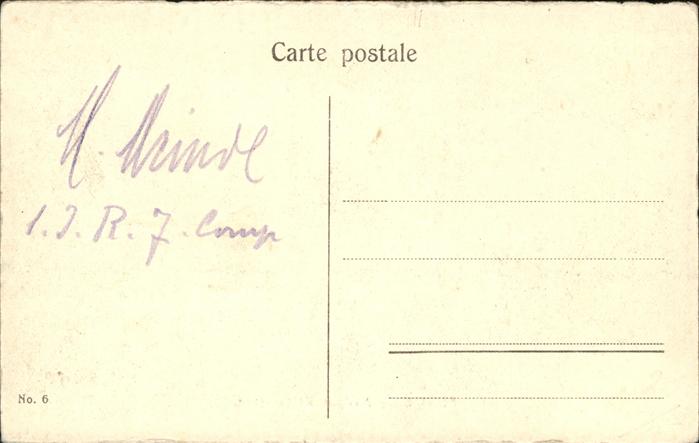 Carte postale
1. J. R. 7. Comp
No. 6